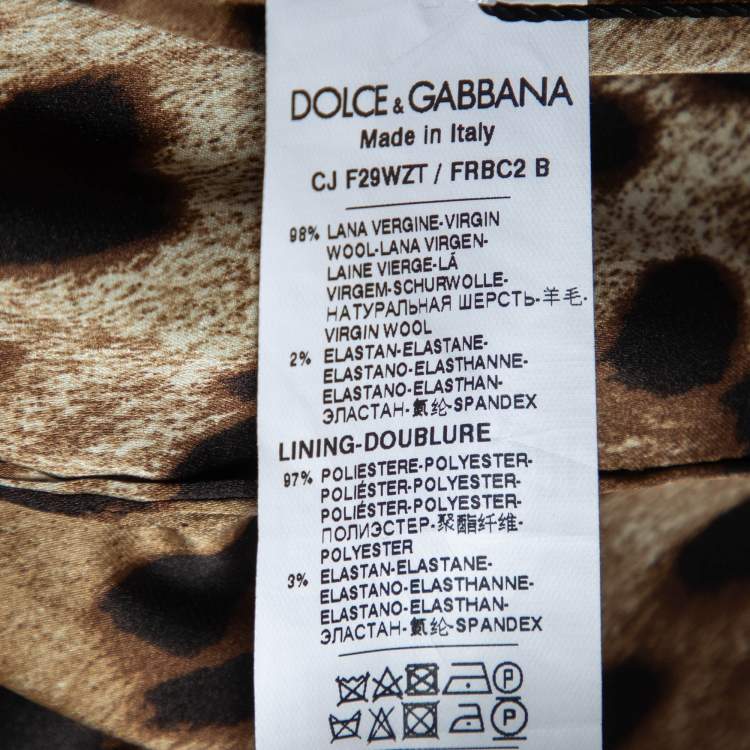 DOLCE & GABBANA
Made in Italy
CJ F29WZT / FRBC2 B
98% LANA VERGINE-VIRGIN
WOOL-LANA VIRGEN-
LAINE VIERGE-LÃ
VIRGEM-SCHURWOLLE-
НАТУРАЛЬНАЯ ШЕРСТЬ-羊毛-
VIRGIN WOOL
2% ELASTAN-ELASTANE-
ELASTANO-ELASTHANNE-
ELASTANO-ELASTHAN-
ЭЛАСТАН-氨纶-SPANDEX
LINING-DOUBLURE
97% POLIESTERE-POLYESTER-
POLIÉSTER-POLYESTER-
POLIÉSTER-POLYESTER-
ПОЛИЭСТЕР-聚酯纤维-
POLYESTER
3% ELASTAN-ELASTANE-
ELASTANO-ELASTHANNE-
ELASTANO-ELASTHAN-
ЭЛАСТАН-氨纶-SPANDEX
P
P